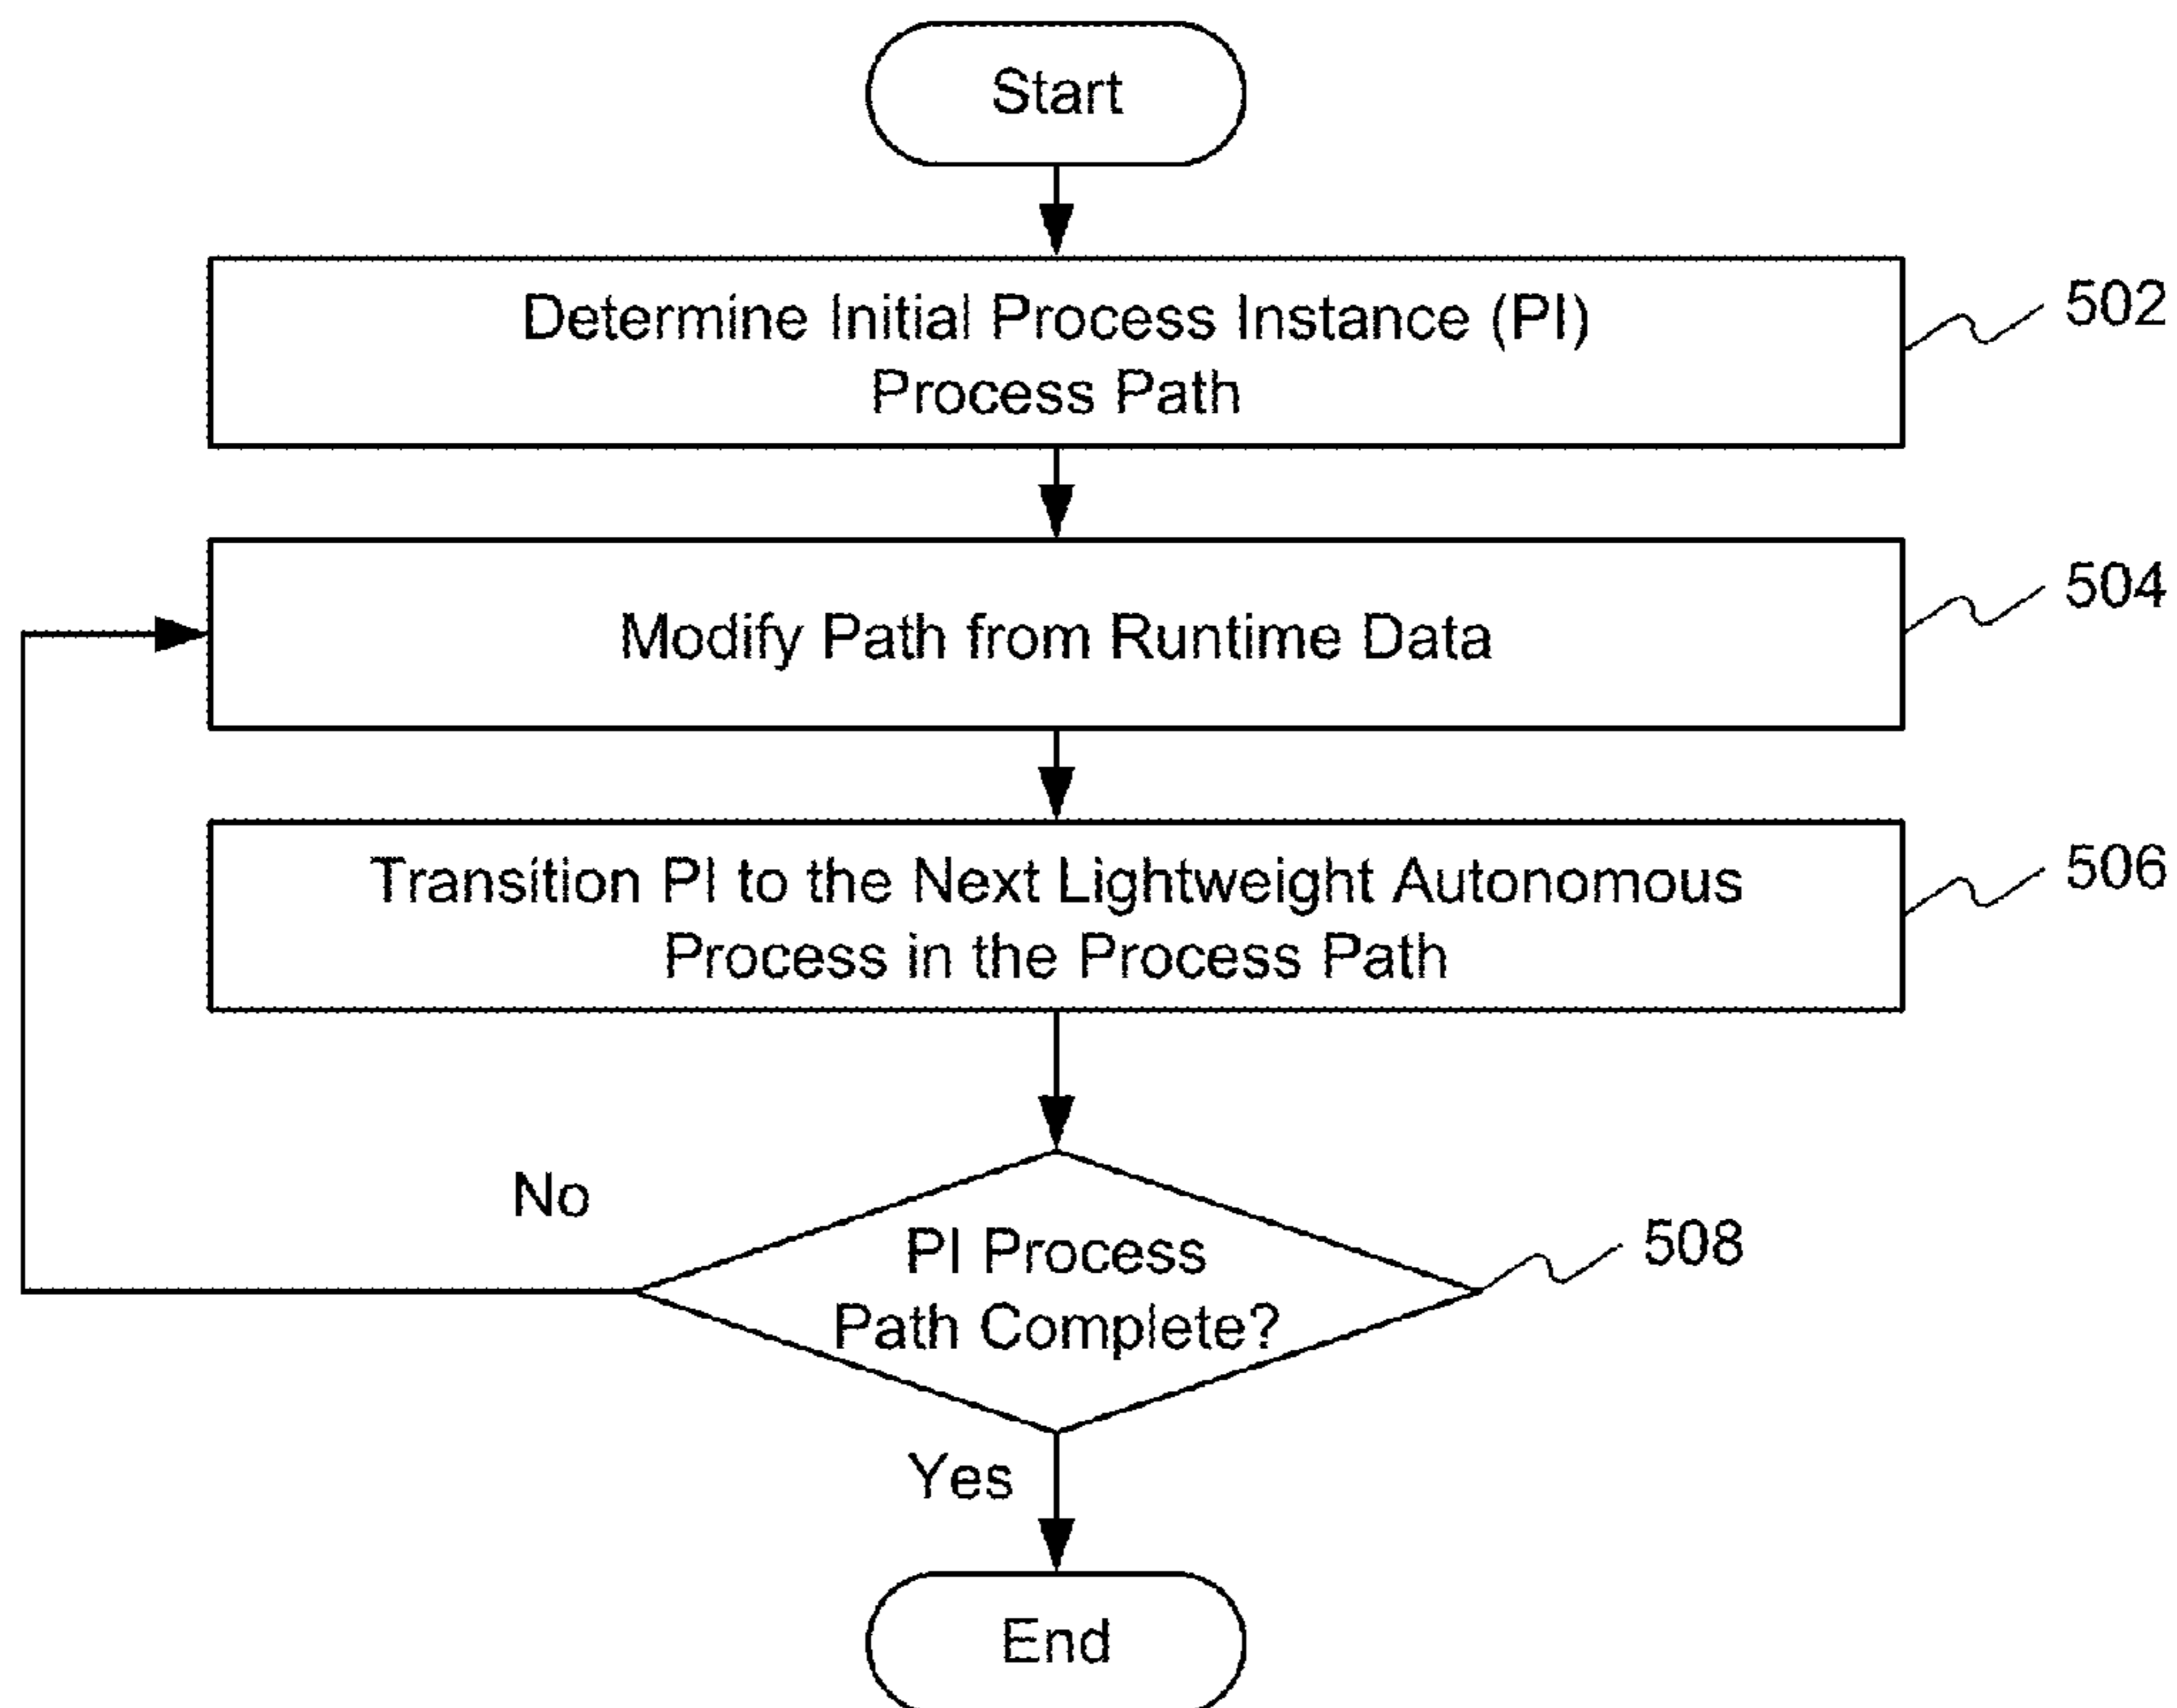 Start
Determine Initial Process Instance (PI)
Process Path
502
Modify Path from Runtime Data
504
Transition PI to the Next Lightweight Autonomous
Process in the Process Path
506
No
PI Process
Path Complete?
508
Yes
End